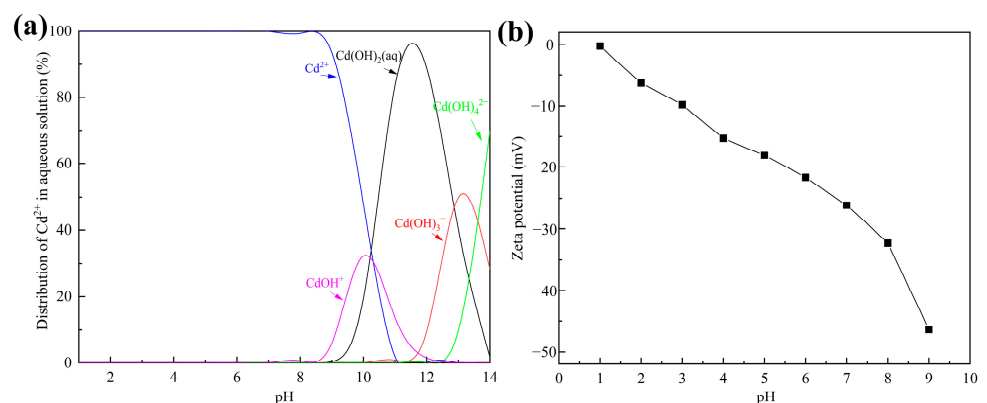 (a)
Distribution of Cd²⁺ in aqueous solution (%)
100
80
60
40
20
0
Cd²⁺
Cd(OH)₂(aq)
Cd(OH)₄²⁻
Cd(OH)₃⁻
CdOH⁺
2 4 6 8 10 12 14
pH
(b)
Zeta potential (mV)
0
−10
−20
−30
−40
−50
0 1 2 3 4 5 6 7 8 9 10
pH